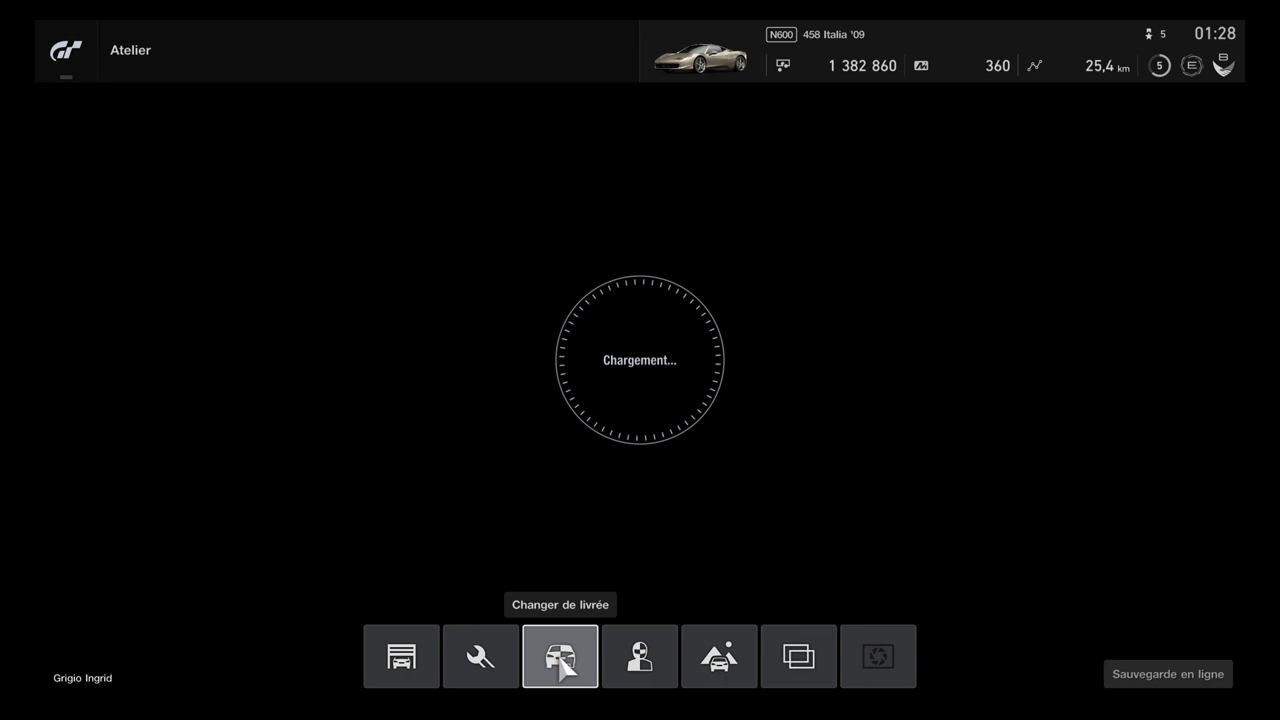 Atelier
N600 458 Italia '09
5
01:28
1 382 860
360
25,4 km
5
E
B
Chargement...
Changer de livrée
Grigio Ingrid
Sauvegarde en ligne